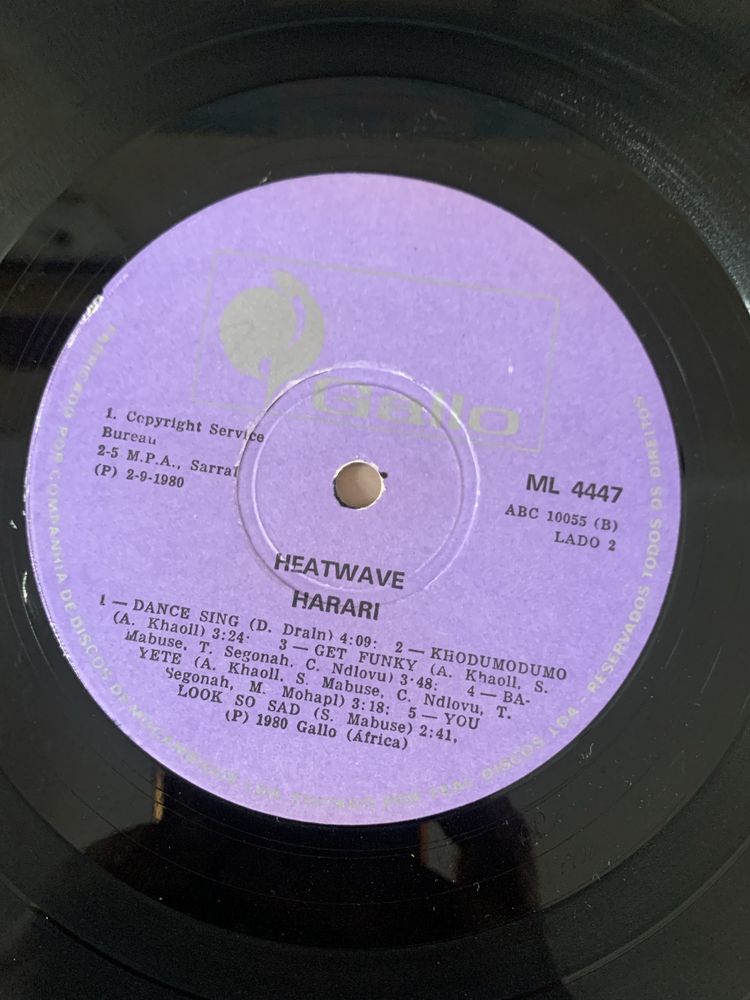 Gallo
1. Copyright Service
Bureau
2-5 M.P.A., Sarral
(P) 2-9-1980
ML 4447
ABC 10055 (B)
LADO 2
HEATWAVE
HARARI
1 — DANCE SING (D. Draln) 4:09: 2 — KHODUMODUMO
(A. Khaoll) 3:24: 3 — GET FUNKY (A. Khaoll, S.
Mabuse, T. Segonah, C. Ndlovu) 3:48: 4 — BA-
YETE (A. Khaoll, S. Mabuse, C. Ndlovu, T.
Segonah, M. Mohapl) 3:18: 5 — YOU
LOOK SO SAD (S. Mabuse) 2:41.
(P) 1980 Gallo (África)
FABRICADO POR COMPANHIA DE DISCOS DE MOÇAMBIQUE DISCOS LDA - RESERVADOS TODOS OS DIREITOS